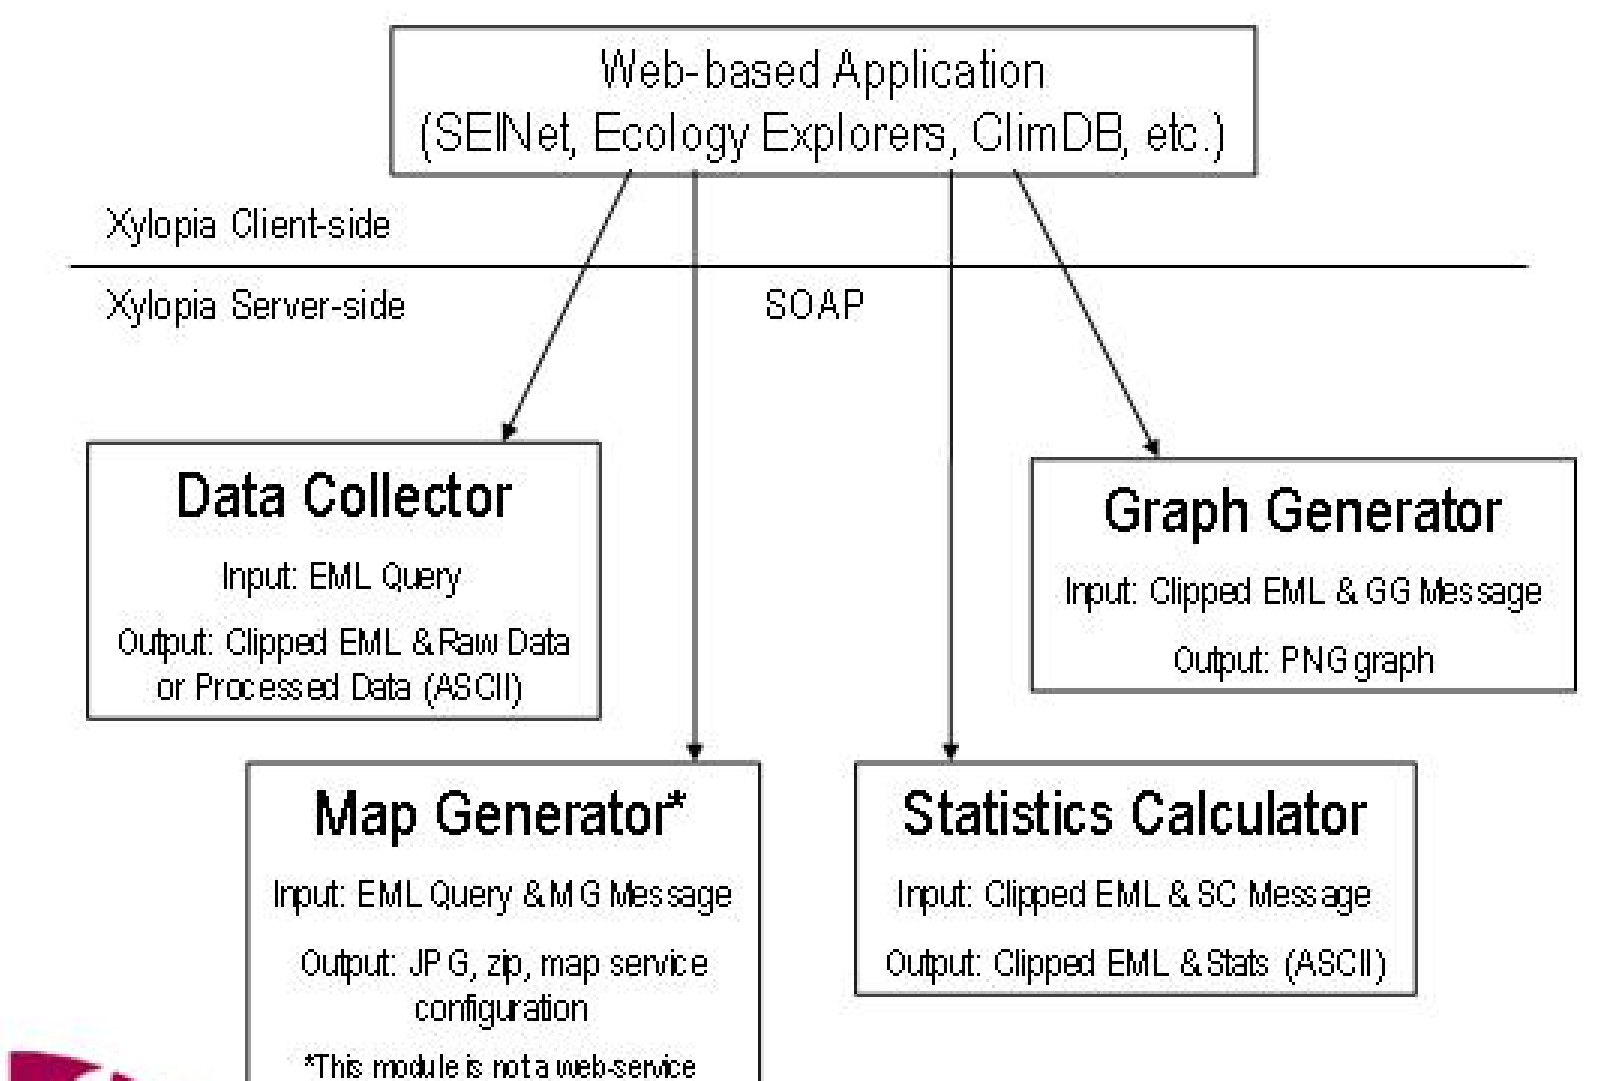 Web-based Application
(SEINet, Ecology Explorers, ClimDB, etc.)
Xylopia Client-side
Xylopia Server-side
SOAP
Data Collector
Input: EML Query
Output: Clipped EML & Raw Data
or Processed Data (ASCII)
Graph Generator
Input: Clipped EML & GG Message
Output: PNG graph
Map Generator*
Input: EML Query & MG Message
Output: JPG, zip, map service
configuration
*This module is not a web-service
Statistics Calculator
Input: Clipped EML & SC Message
Output: Clipped EML & Stats (ASCII)